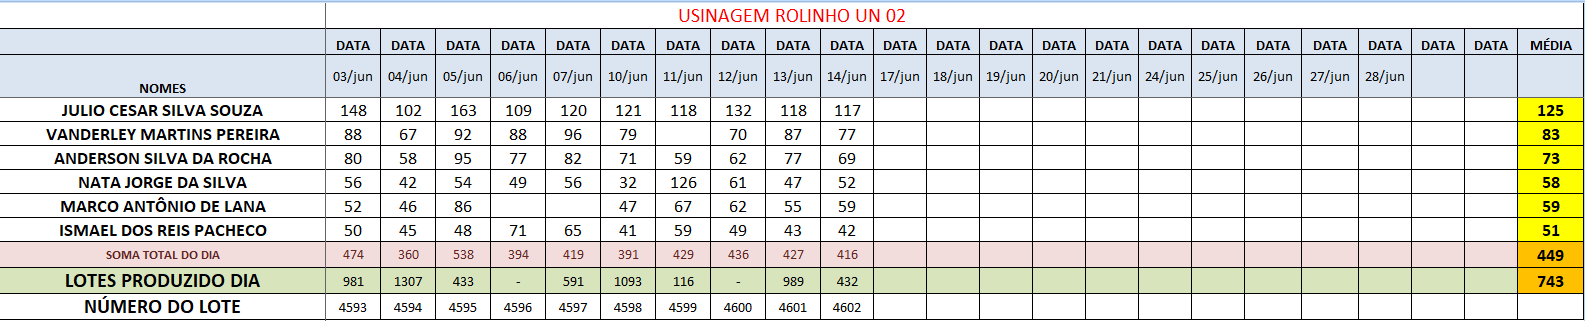 USINAGEM ROLINHO UN 02
DATA DATA DATA DATA DATA DATA DATA DATA DATA DATA DATA DATA DATA DATA DATA DATA DATA DATA DATA DATA DATA DATA MÉDIA
NOMES 03/jun 04/jun 05/jun 06/jun 07/jun 10/jun 11/jun 12/jun 13/jun 14/jun 17/jun 18/jun 19/jun 20/jun 21/jun 24/jun 25/jun 26/jun 27/jun 28/jun
JULIO CESAR SILVA SOUZA 148 102 163 109 120 121 118 132 118 117 125
VANDERLEY MARTINS PEREIRA 88 67 92 88 96 79 70 87 77 83
ANDERSON SILVA DA ROCHA 80 58 95 77 82 71 59 62 77 69 73
NATA JORGE DA SILVA 56 42 54 49 56 32 126 61 47 52 58
MARCO ANTÔNIO DE LANA 52 46 86 47 67 62 55 59 59
ISMAEL DOS REIS PACHECO 50 45 48 71 65 41 59 49 43 42 51
SOMA TOTAL DO DIA 474 360 538 394 419 391 429 436 427 416 449
LOTES PRODUZIDO DIA 981 1307 433 - 591 1093 116 - 989 432 743
NÚMERO DO LOTE 4593 4594 4595 4596 4597 4598 4599 4600 4601 4602